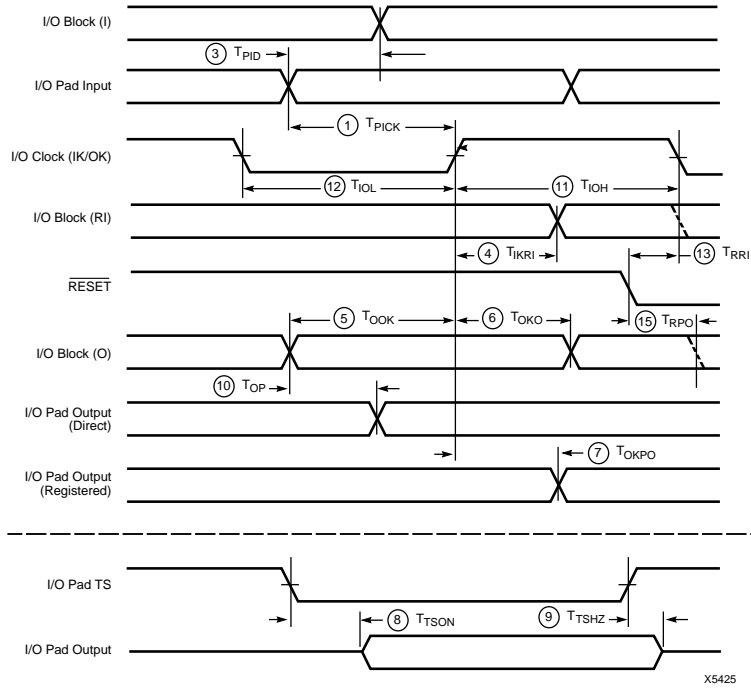 I/O Block (I)
3 TPID
I/O Pad Input
1 TPICK
I/O Clock (IK/OK)
12 TIOL
11 TIOH
I/O Block (RI)
4 TIKRI
13 TRRI
RESET
5 TOOK
6 TOKO
15 TRPO
I/O Block (O)
10 TOP
I/O Pad Output
(Direct)
7 TOKPO
I/O Pad Output
(Registered)
I/O Pad TS
8 TTSON
9 TTSHZ
I/O Pad Output
X5425